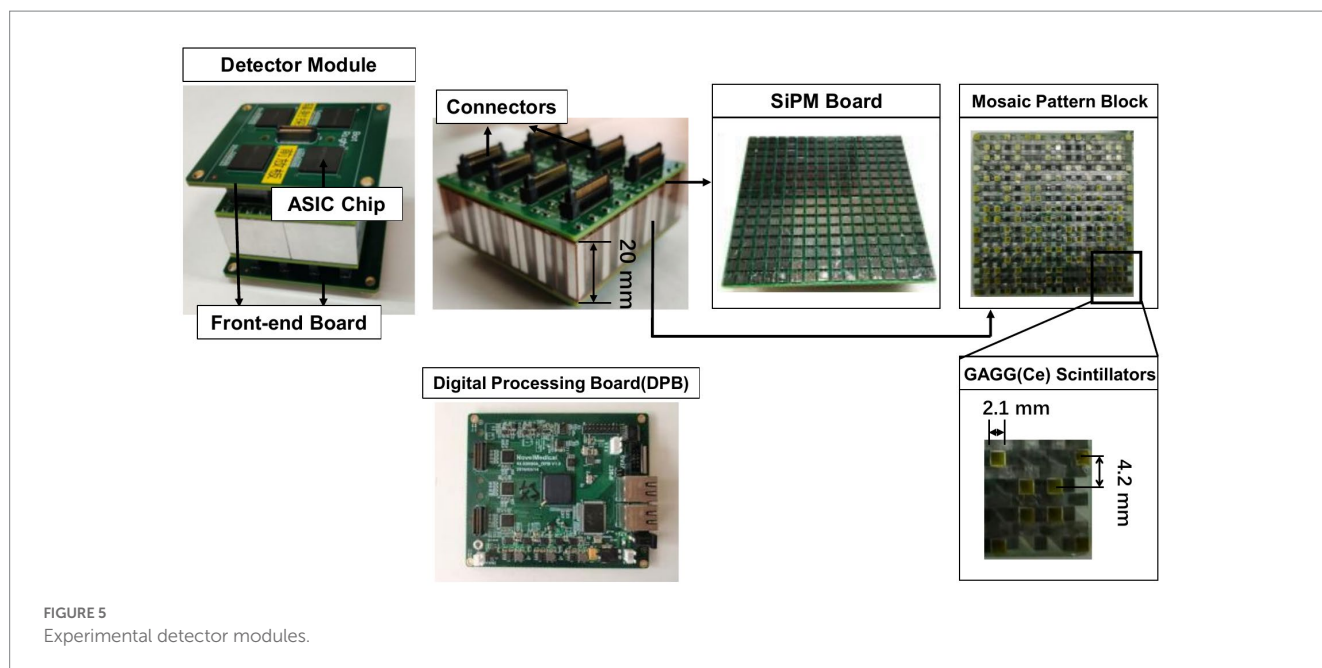 Detector Module
ASIC Chip
Front-end Board
Connectors
20 mm
SiPM Board
Mosaic Pattern Block
Digital Processing Board(DPB)
NovelMedical
GAGG(Ce) Scintillators
2.1 mm
4.2 mm
FIGURE 5
Experimental detector modules.